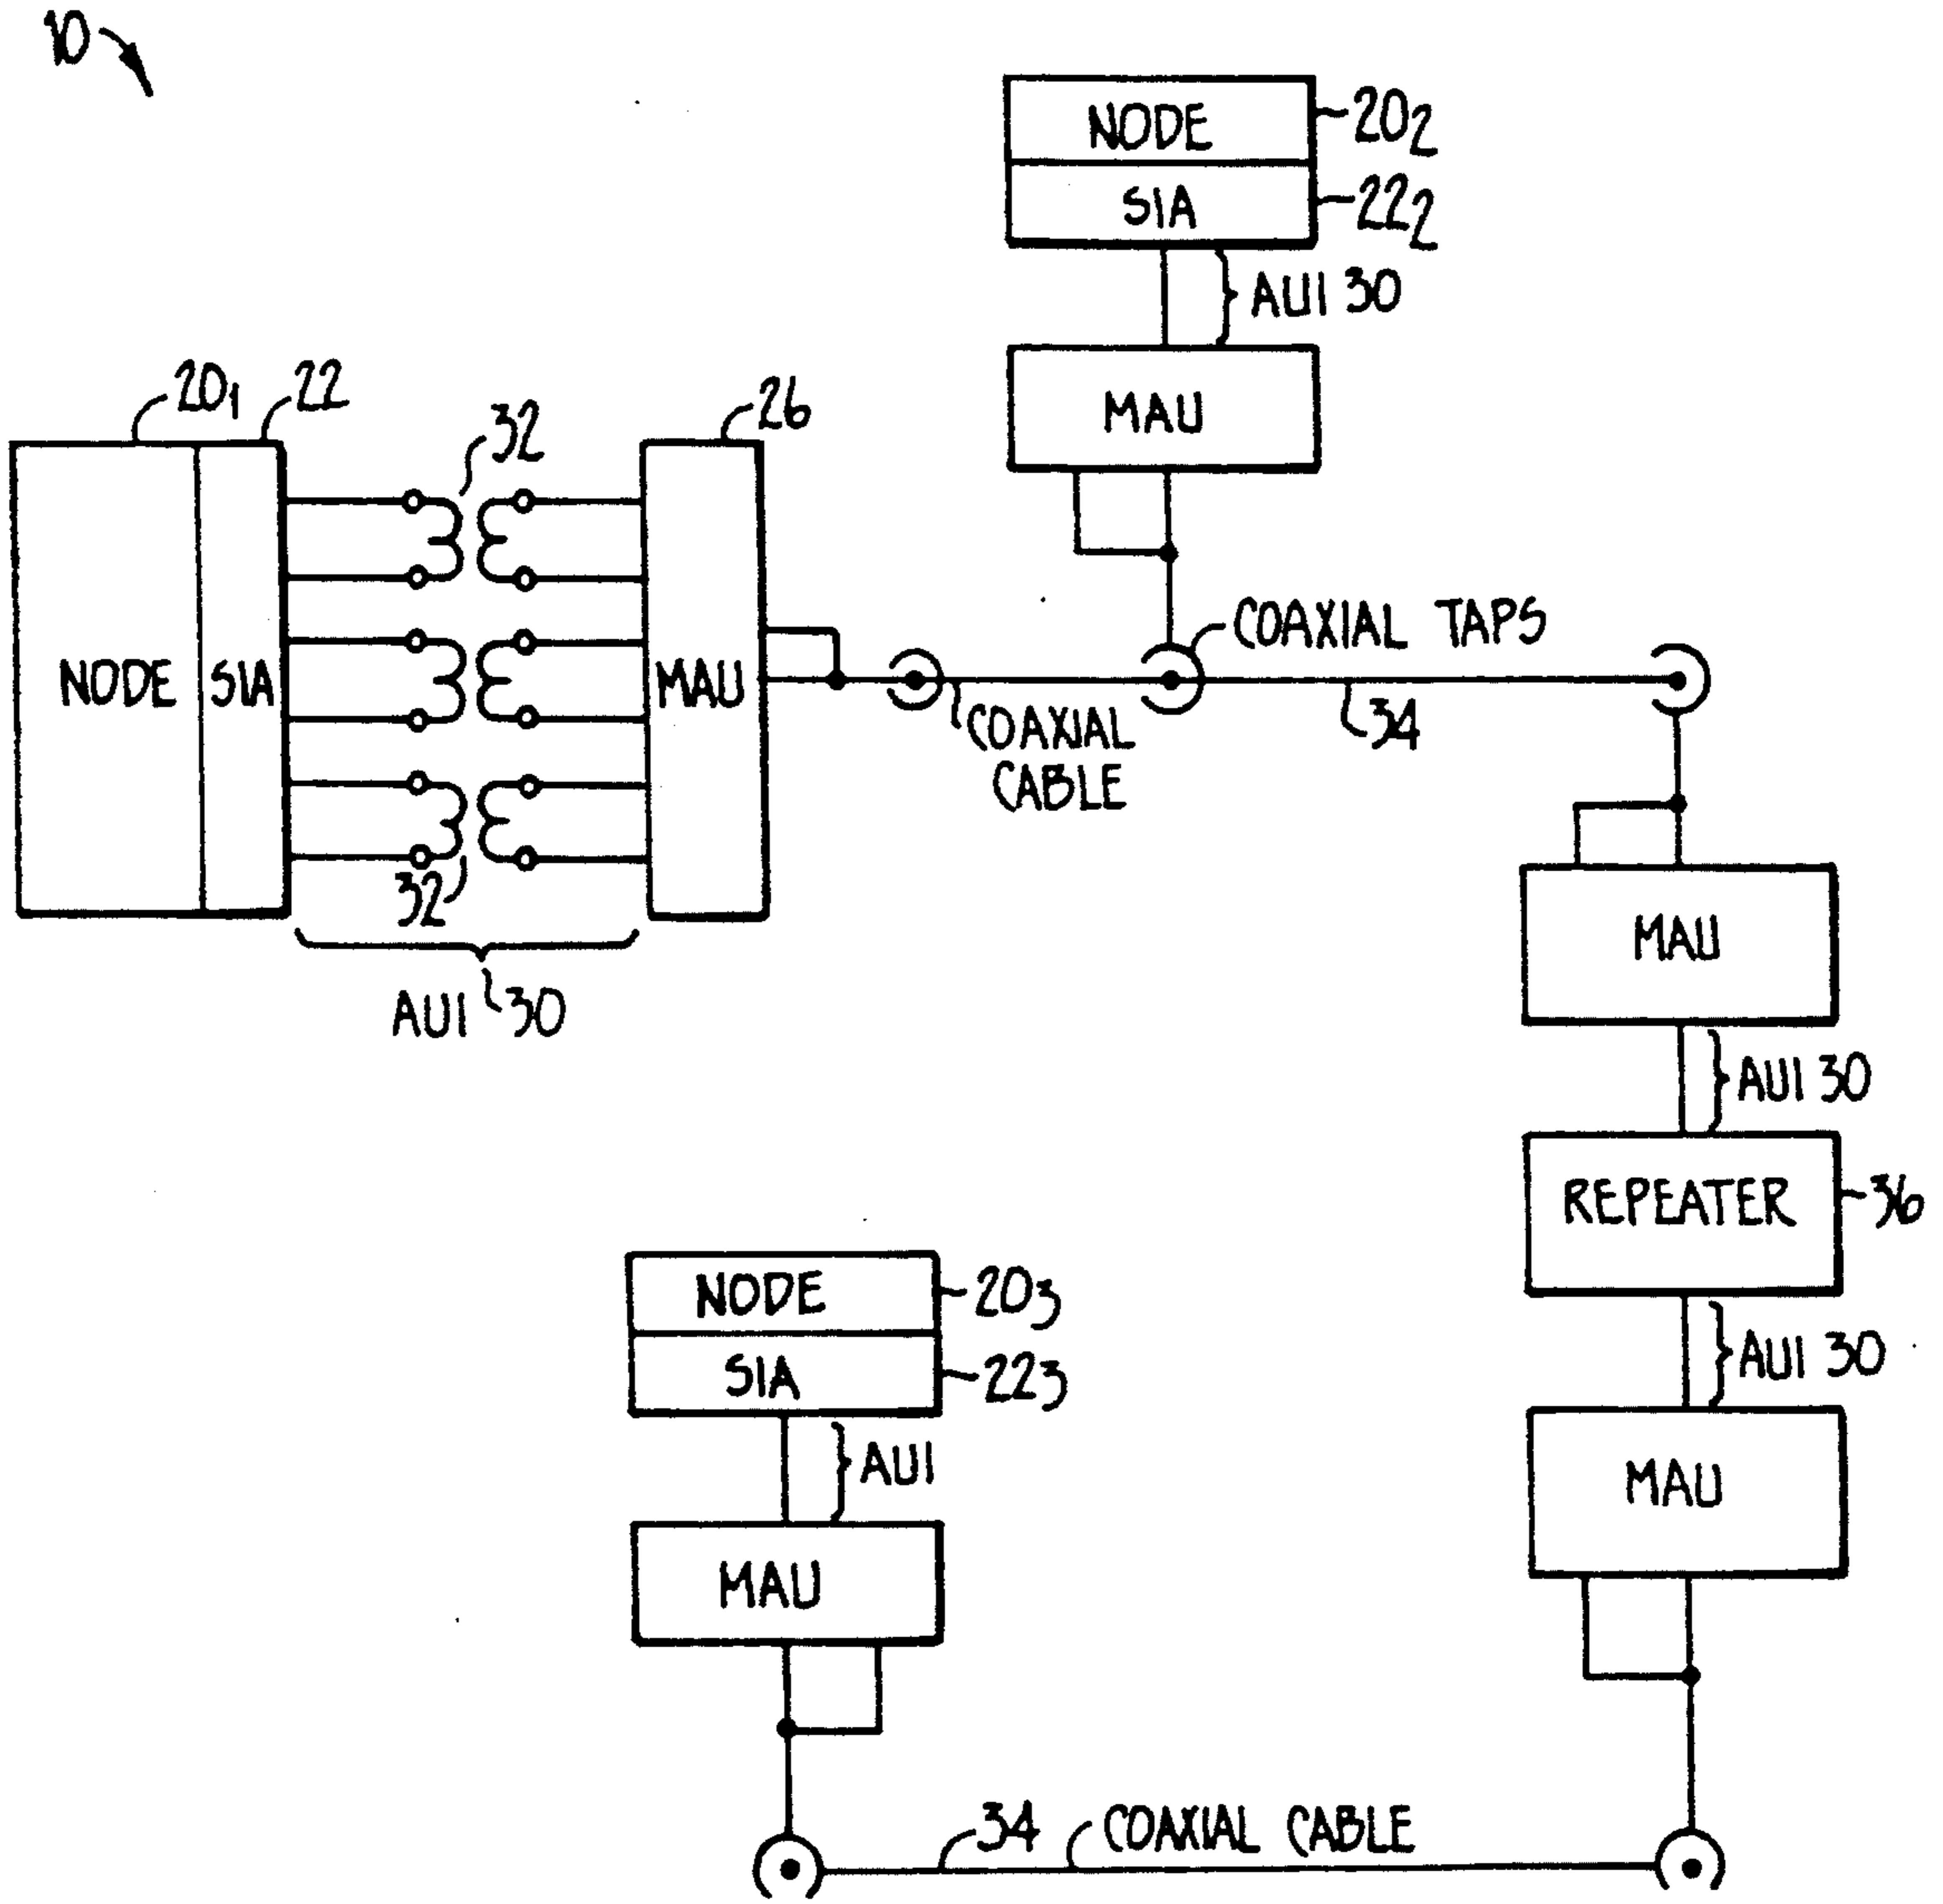 10
NODE 20₂
SIA 22₂
AUI 30
MAU
20₁ 22
32
26
NODE SIA
MAU
COAXIAL TAPS
COAXIAL
CABLE
34
32
AUI 30
MAU
AUI 30
REPEATER 36
AUI 30
MAU
NODE 20₃
SIA 22₃
AUI
MAU
34 COAXIAL CABLE